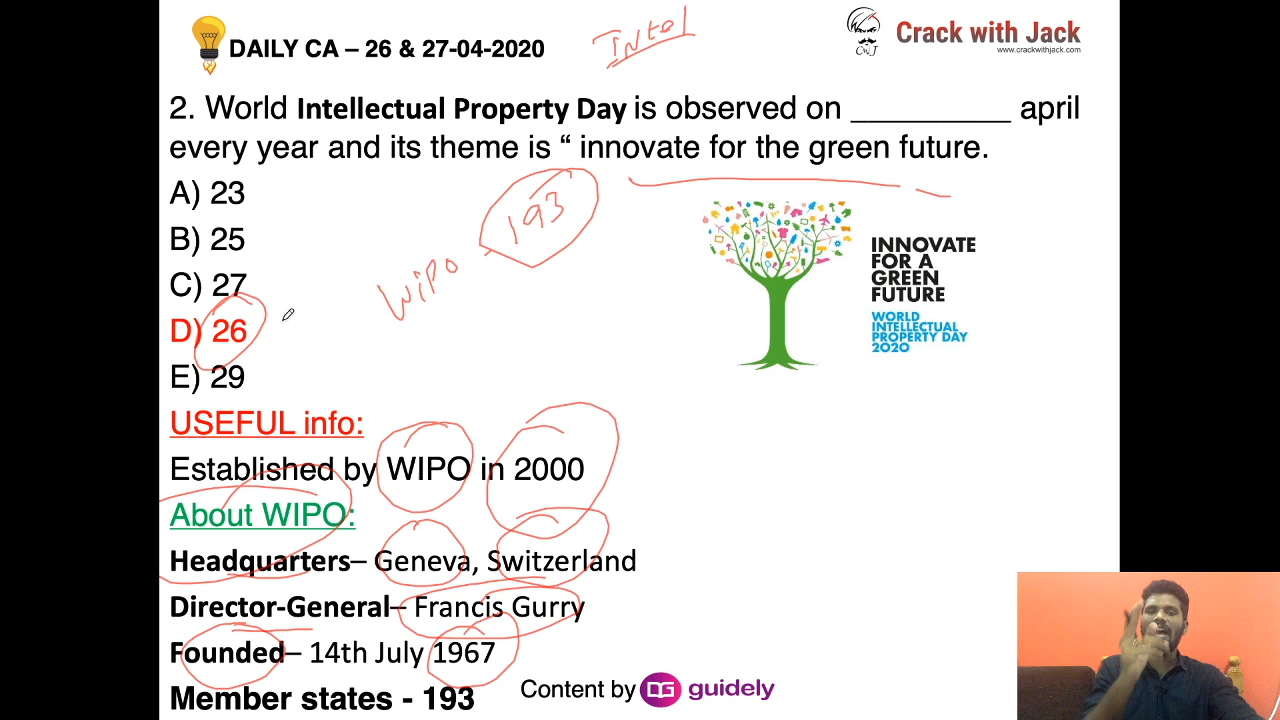 DAILY CA – 26 & 27-04-2020
Intel
Crack with Jack
CwJ
www.crackwithjack.com
2. World Intellectual Property Day is observed on __________ april
every year and its theme is “ innovate for the green future.
A) 23
B) 25
C) 27
D) 26
E) 29
WIPO - 193
INNOVATE
FOR A
GREEN
FUTURE
WORLD
INTELLECTUAL
PROPERTY DAY
2020
USEFUL info:
Established by WIPO in 2000
About WIPO:
Headquarters– Geneva, Switzerland
Director-General– Francis Gurry
Founded– 14th July 1967
Member states - 193
Content by guidely